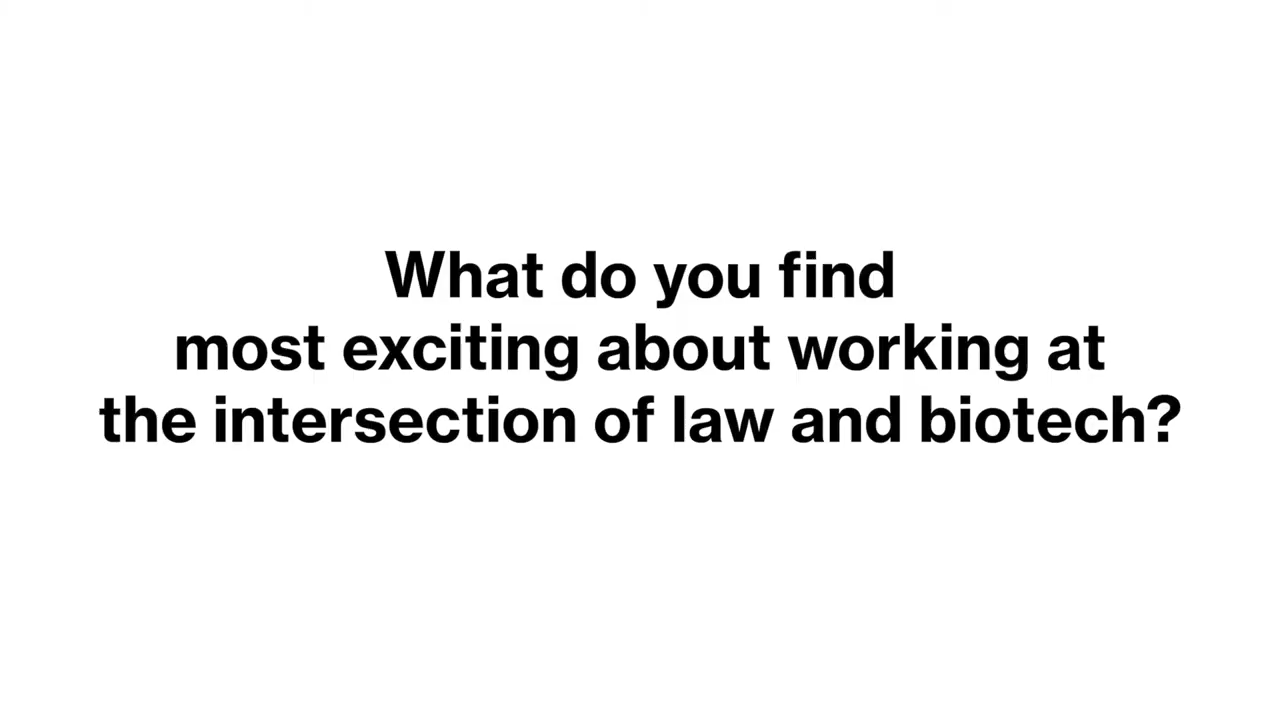 What do you find
most exciting about working at
the intersection of law and biotech?